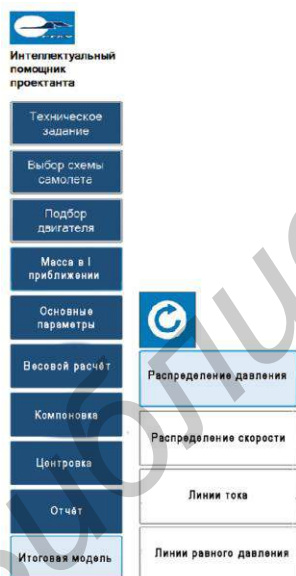 Интеллектуальный
помощник
проектанта
Техническое
задание
Выбор схемы
самолета
Подбор
двигателя
Масса в I
приближении
Основные
параметры
Весовой расчёт
Компоновка
Центровка
Отчёт
Итоговая модель
Распределение давления
Распределение скорости
Линии тока
Линии равного давления